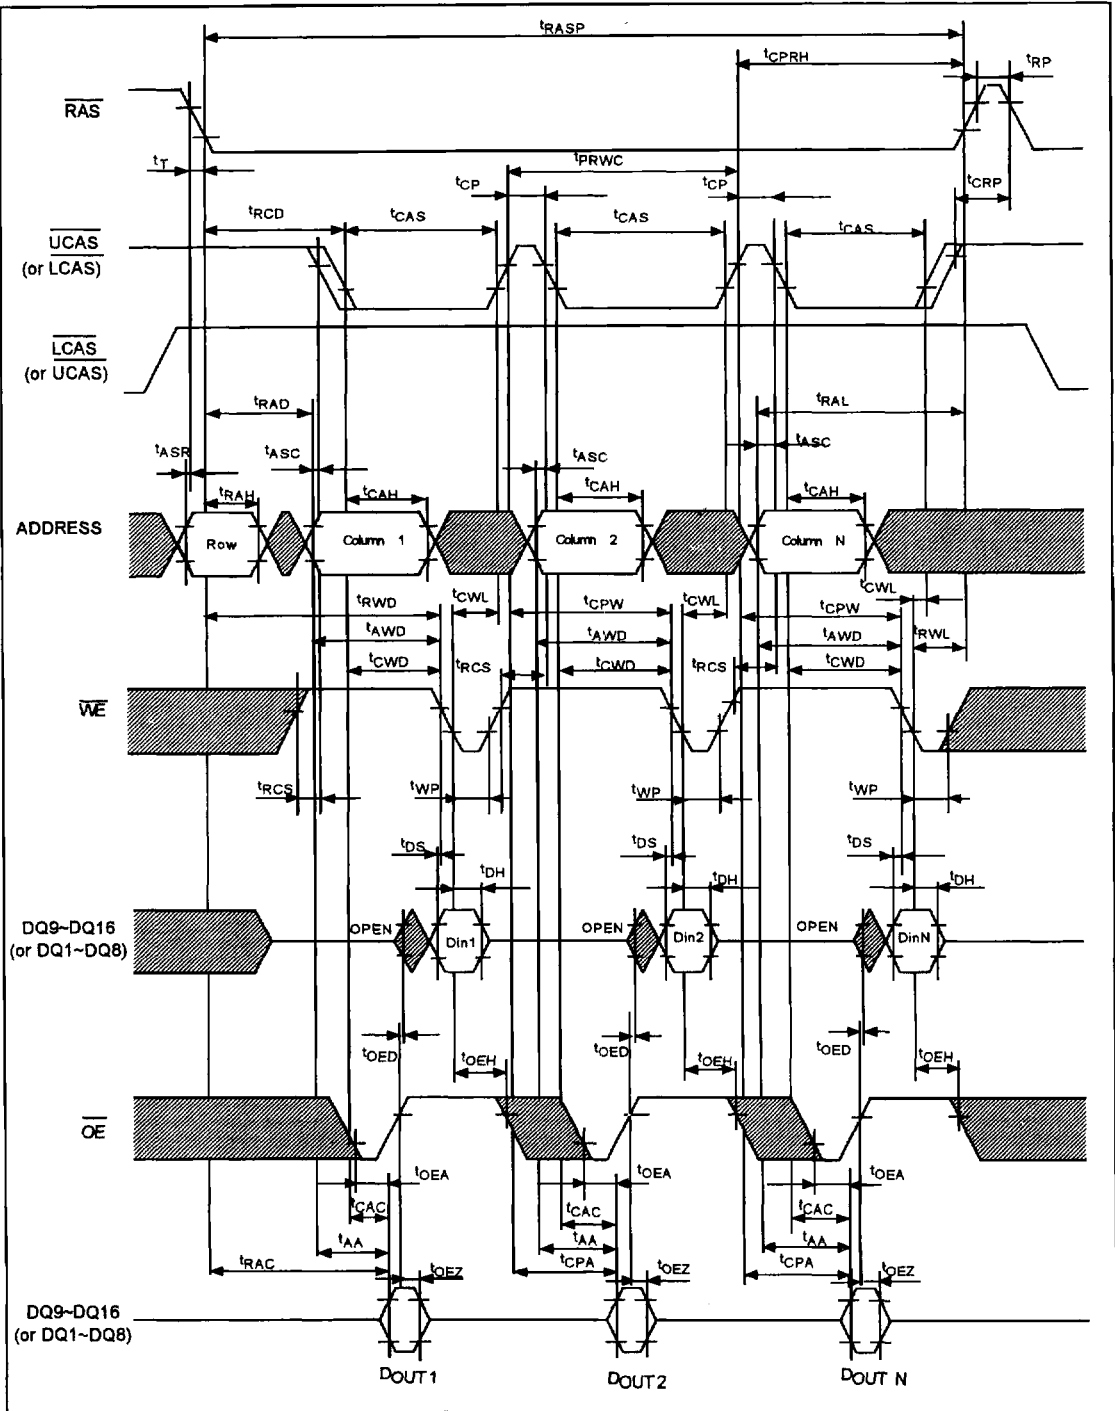 tRASP
tCPRH
tRP
RAS
tT
tPRWC
tCP
tCP
tCRP
tRCD
tCAS
tCAS
tCAS
UCAS
(or LCAS)
LCAS
(or UCAS)
tRAD
tRAL
tASR
tASC
tASC
tASC
tRAH
tCAH
tCAH
tCAH
ADDRESS
Row
Column 1
Column 2
Column N
tRWD
tCWL
tCPW
tCWL
tCPW
tCWL
tAWD
tAWD
tAWD
tRWL
tCWD
tRCS
tCWD
tRCS
tCWD
WE
tRCS
tWP
tWP
tWP
tDS
tDS
tDS
tDH
tDH
tDH
DQ9~DQ16
(or DQ1~DQ8)
OPEN
Din1
OPEN
Din2
OPEN
DinN
tOED
tOEH
tOED
tOEH
tOED
tOEH
OE
tOEA
tOEA
tOEA
tCAC
tCAC
tCAC
tAA
tAA
tAA
tRAC
tOEZ
tCPA
tOEZ
tCPA
tOEZ
DQ9~DQ16
(or DQ1~DQ8)
DOUT 1
DOUT 2
DOUT N